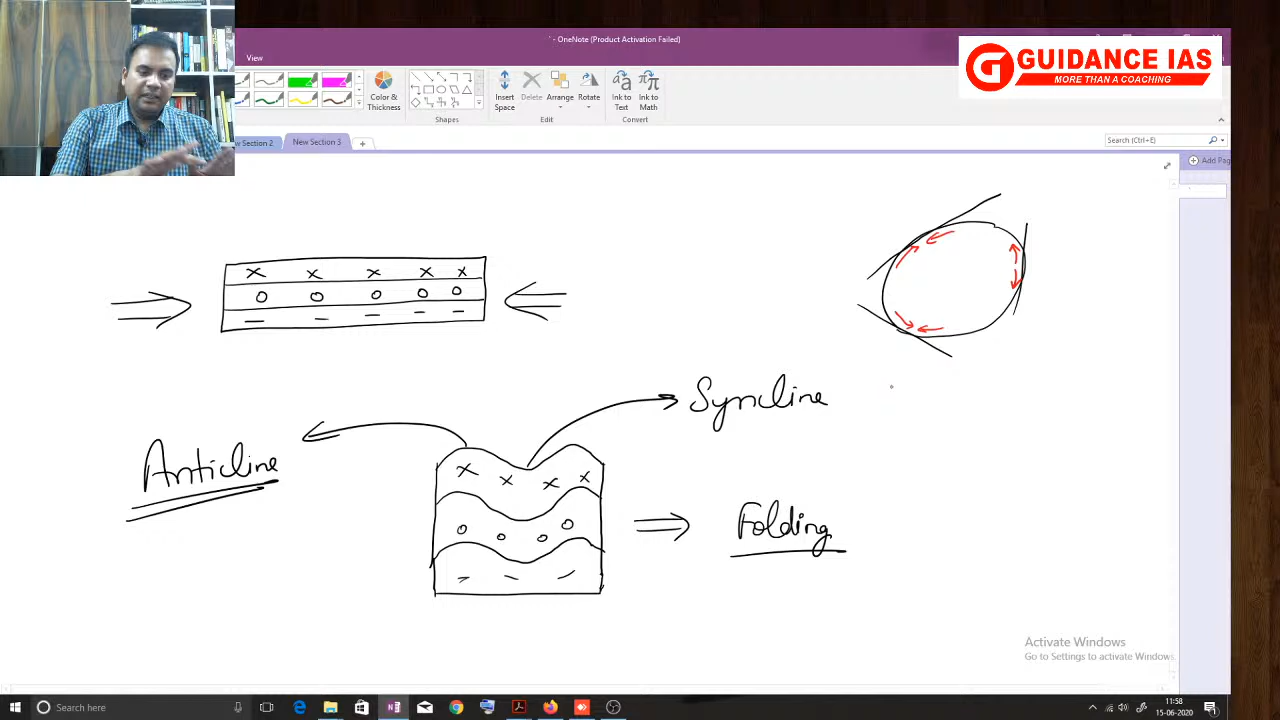 ' - OneNote (Product Activation Failed)
GUIDANCE IAS
MORE THAN A COACHING
View
Color &
Thickness
Insert
Space
Delete
Arrange
Rotate
Ink to
Text
Ink to
Math
Shapes
Edit
Convert
w Section 2
New Section 3
Search (Ctrl+E)
Add Pag
Syncline
Anticline
Folding
Activate Windows
Go to Settings to activate Windows.
Search here
11:58
15-06-2020